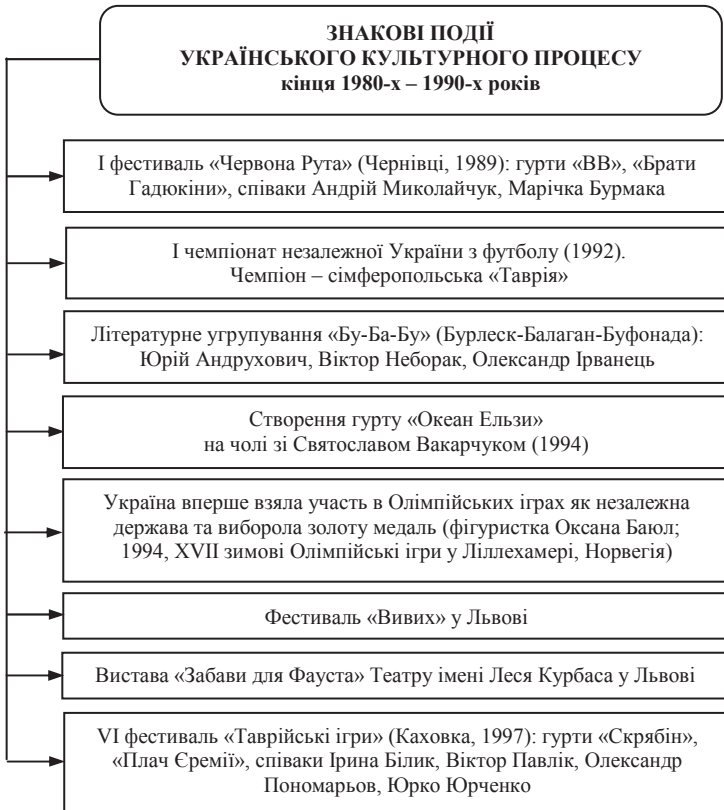 ЗНАКОВІ ПОДІЇ
УКРАЇНСЬКОГО КУЛЬТУРНОГО ПРОЦЕСУ
кінця 1980-х – 1990-х років
І фестиваль «Червона Рута» (Чернівці, 1989): гурти «ВВ», «Брати
Гадюкіни», співаки Андрій Миколайчук, Марічка Бурмака
І чемпіонат незалежної України з футболу (1992).
Чемпіон – сімферопольська «Таврія»
Літературне угрупування «Бу-Ба-Бу» (Бурлеск-Балаган-Буфонада):
Юрій Андрухович, Віктор Неборак, Олександр Ірванець
Створення гурту «Океан Ельзи»
на чолі зі Святославом Вакарчуком (1994)
Україна вперше взяла участь в Олімпійських іграх як незалежна
держава та виборола золоту медаль (фігуристка Оксана Баюл;
1994, XVII зимові Олімпійські ігри у Ліллехамері, Норвегія)
Фестиваль «Вивих» у Львові
Вистава «Забави для Фауста» Театру імені Леся Курбаса у Львові
VI фестиваль «Таврійські ігри» (Каховка, 1997): гурти «Скрябін»,
«Плач Єремії», співаки Ірина Білик, Віктор Павлік, Олександр
Пономарьов, Юрко Юрченко